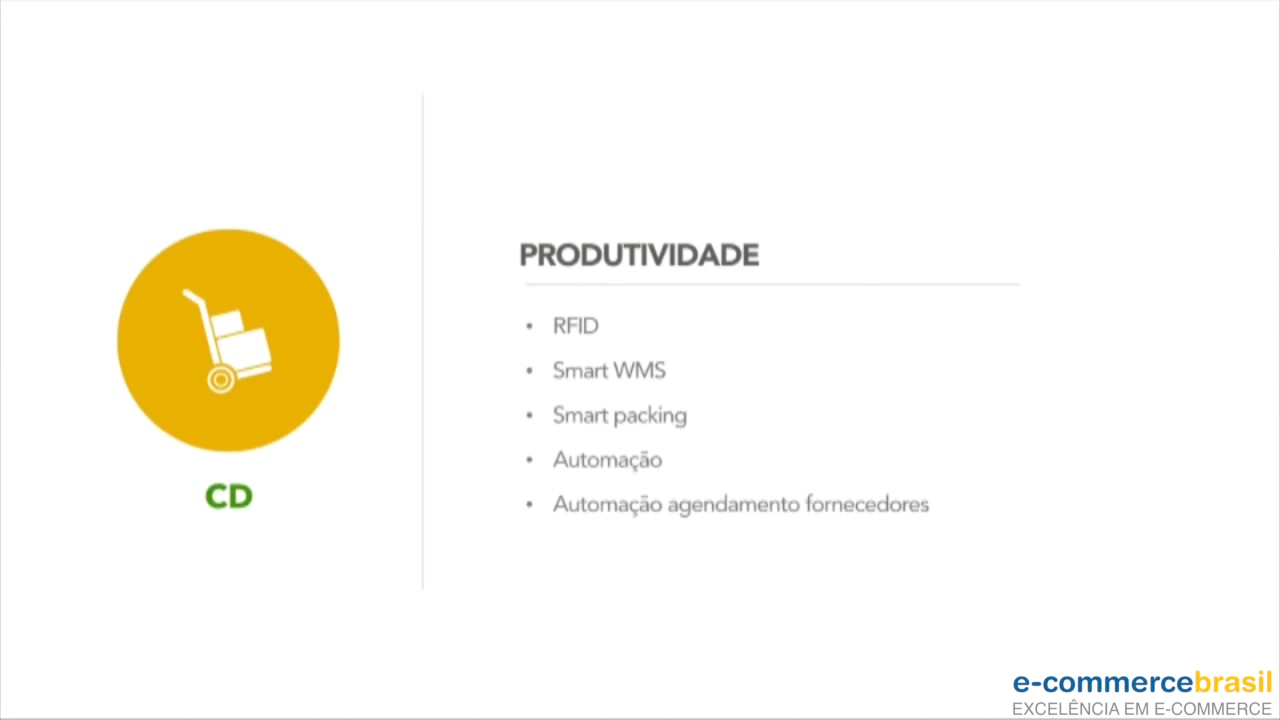 CD
PRODUTIVIDADE
• RFID
• Smart WMS
• Smart packing
• Automação
• Automação agendamento fornecedores
e-commercebrasil
EXCELÊNCIA EM E-COMMERCE